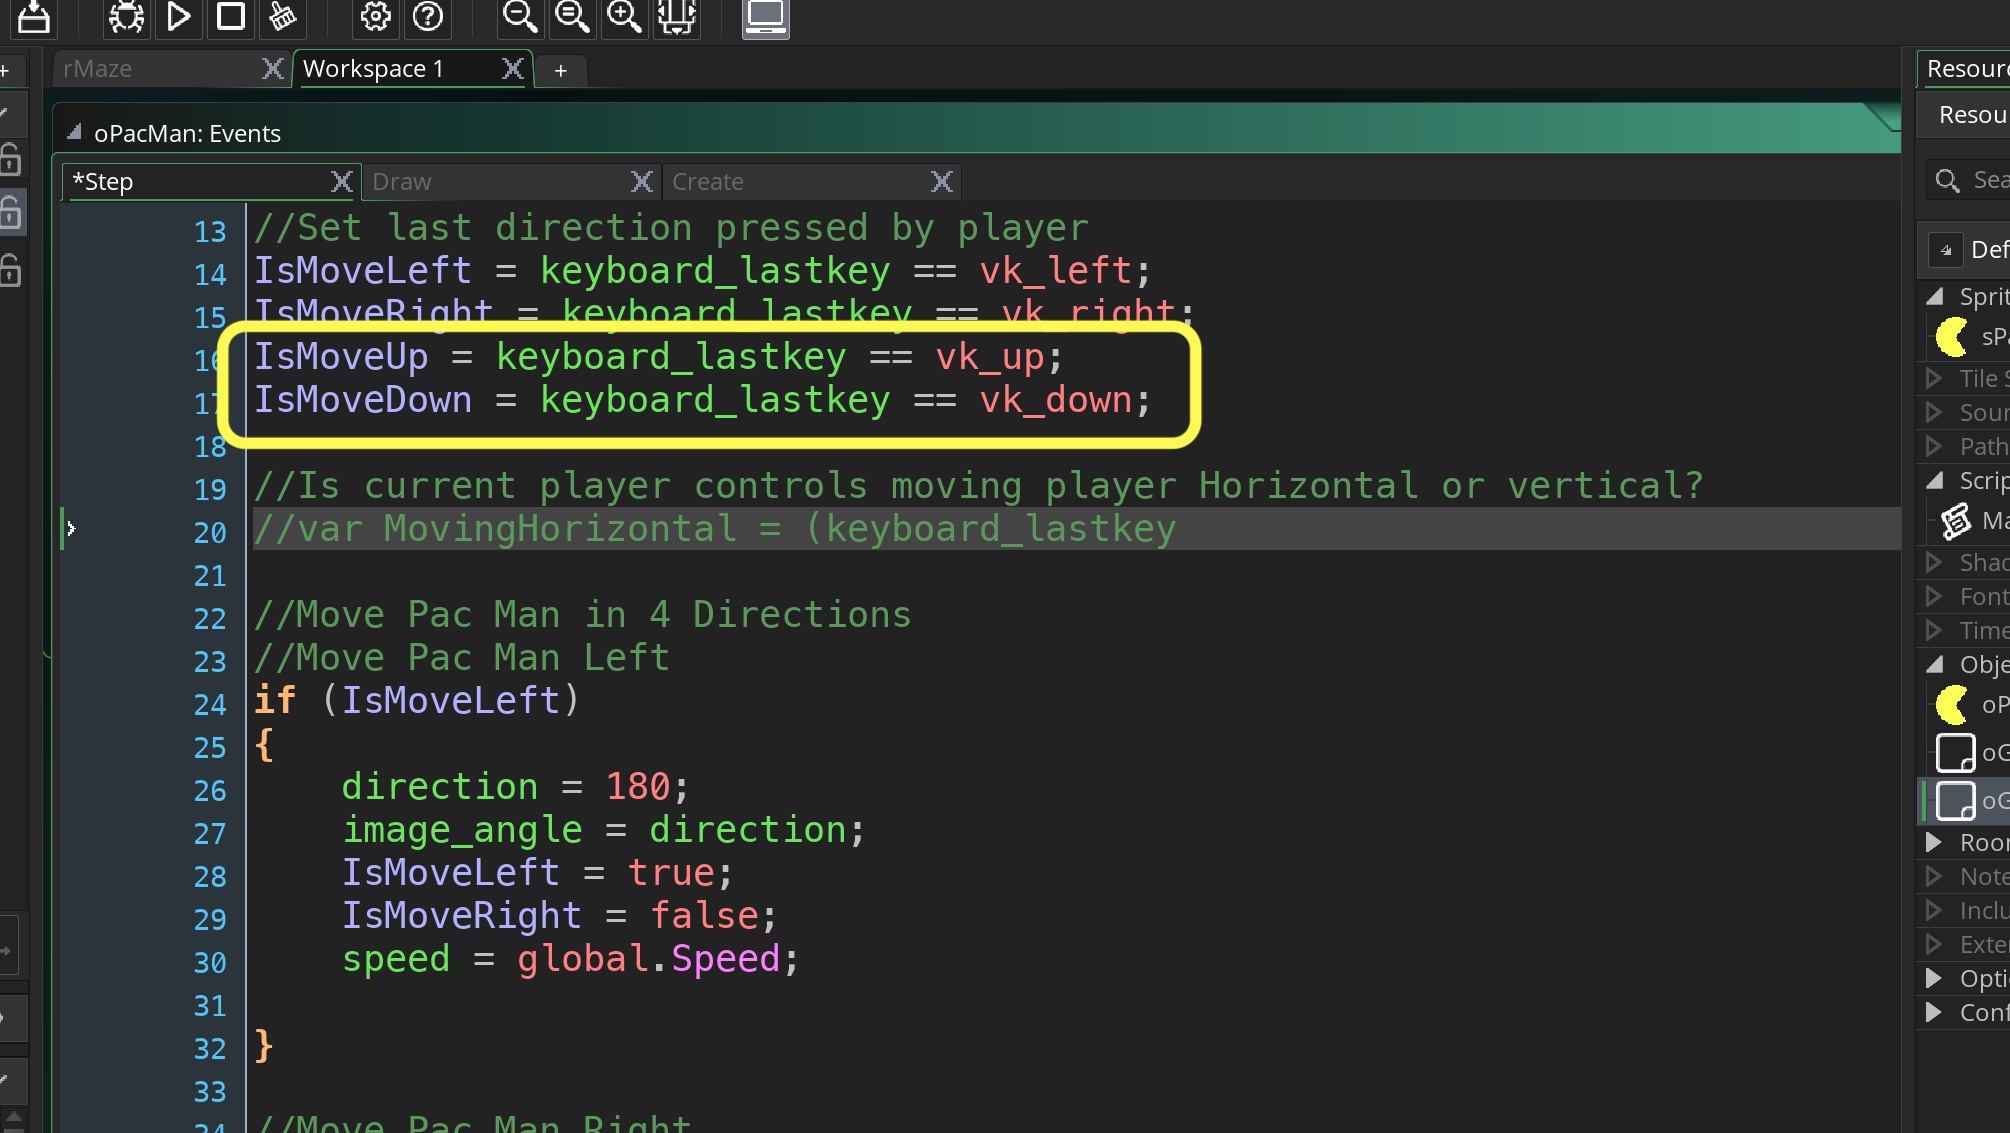 rMaze
Workspace 1
+
Resour
Resou
oPacMan: Events
*Step
Draw
Create
Sea
13 //Set last direction pressed by player
14 IsMoveLeft = keyboard_lastkey == vk_left;
15 IsMoveRight = keyboard_lastkey == vk_right;
16 IsMoveUp = keyboard_lastkey == vk_up;
17 IsMoveDown = keyboard_lastkey == vk_down;
18
19 //Is current player controls moving player Horizontal or vertical?
20 //var MovingHorizontal = (keyboard_lastkey
21
22 //Move Pac Man in 4 Directions
23 //Move Pac Man Left
24 if (IsMoveLeft)
25 {
26 direction = 180;
27 image_angle = direction;
28 IsMoveLeft = true;
29 IsMoveRight = false;
30 speed = global.Speed;
31
32 }
33
34 //Move Pac Man Right
Def
Sprit
sPa
Tile S
Sour
Path
Scrip
Ma
Shad
Font
Time
Obje
oP
oG
oG
Room
Note
Inclu
Exte
Opti
Conf